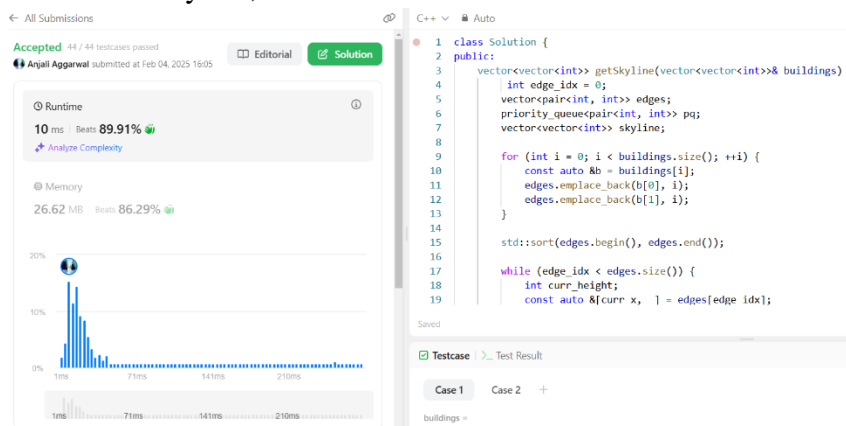 ← All Submissions
Accepted 44 / 44 testcases passed
Anjali Aggarwal submitted at Feb 04, 2025 16:05
Editorial
Solution
Runtime
10 ms Beats 89.91%
Analyze Complexity
Memory
26.62 MB Beats 86.29%
20%
10%
0%
1ms 71ms 141ms 210ms
1ms 71ms 141ms 210ms
C++ Auto
1 class Solution {
2 public:
3 vector<vector<int>> getSkyline(vector<vector<int>>& buildings)
4 int edge_idx = 0;
5 vector<pair<int, int>> edges;
6 priority_queue<pair<int, int>> pq;
7 vector<vector<int>> skyline;
8
9 for (int i = 0; i < buildings.size(); ++i) {
10 const auto &b = buildings[i];
11 edges.emplace_back(b[0], i);
12 edges.emplace_back(b[1], i);
13 }
14
15 std::sort(edges.begin(), edges.end());
16
17 while (edge_idx < edges.size()) {
18 int curr_height;
19 const auto &[curr_x, _] = edges[edge_idx];
Saved
Testcase >_ Test Result
Case 1 Case 2 +
buildings =